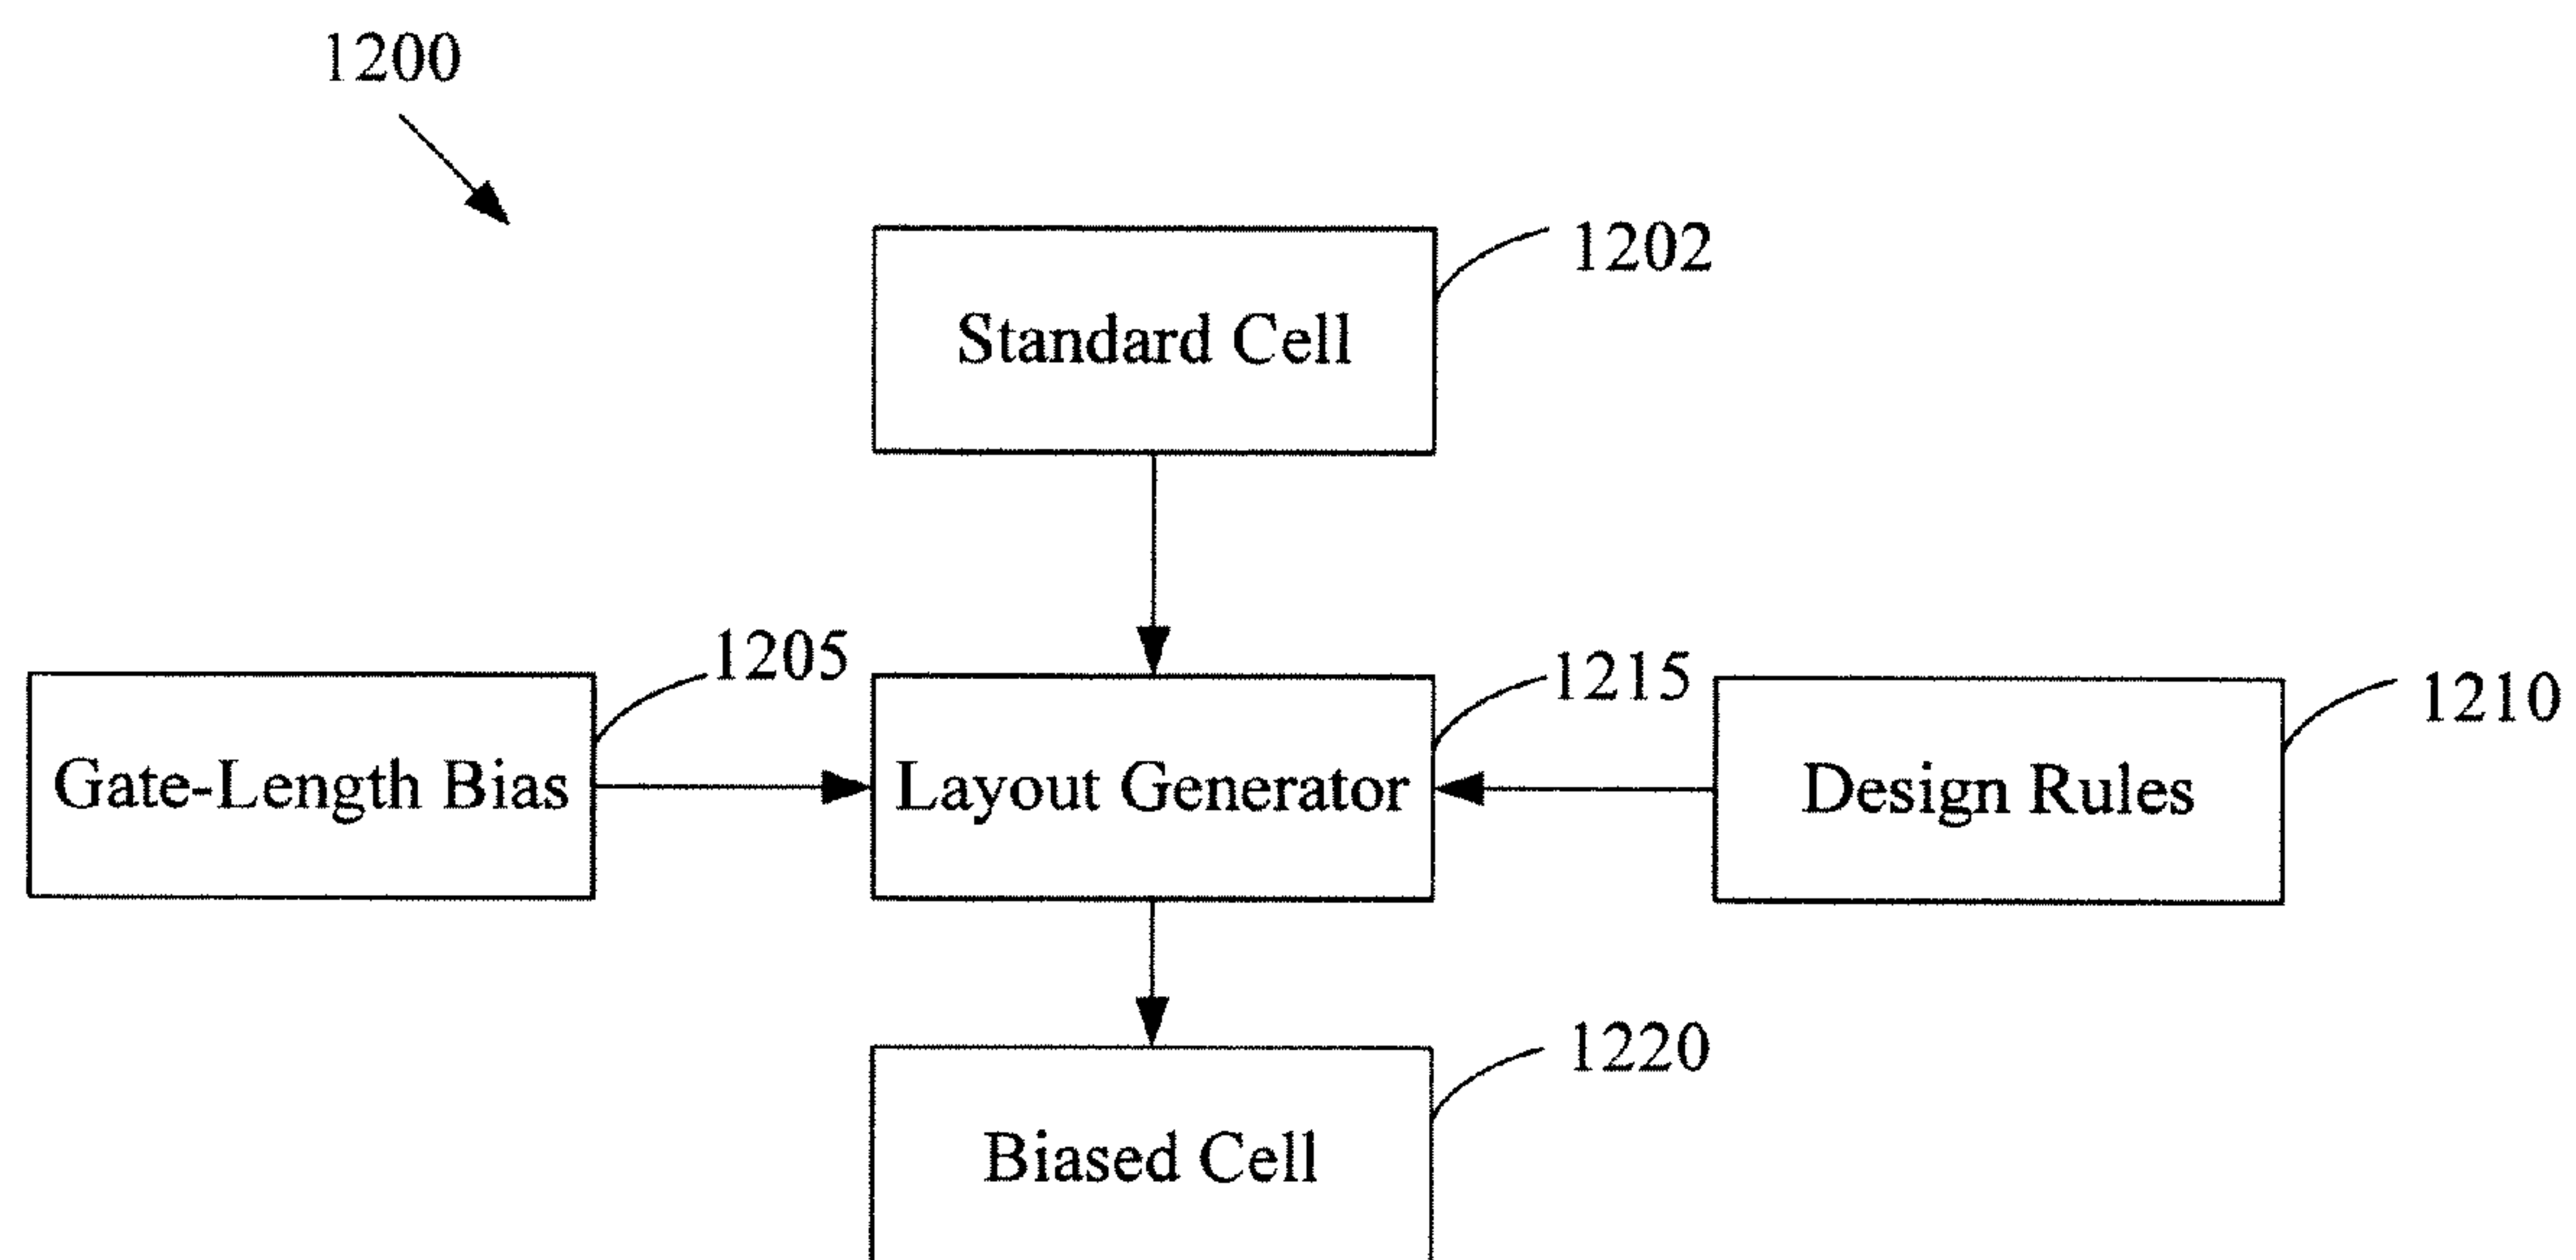 1200
1202
Standard Cell
1205
1215
1210
Gate-Length Bias
Layout Generator
Design Rules
1220
Biased Cell